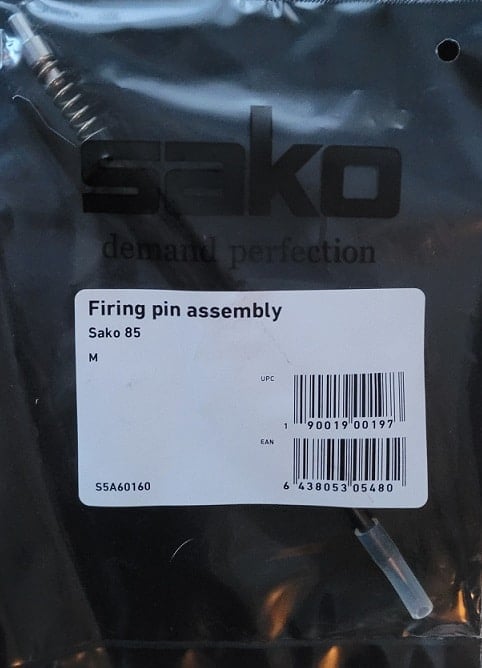 sako
demand perfection
Firing pin assembly
Sako 85
M
UPC
1 90019 00197
EAN
6 438053 05480
S5A60160